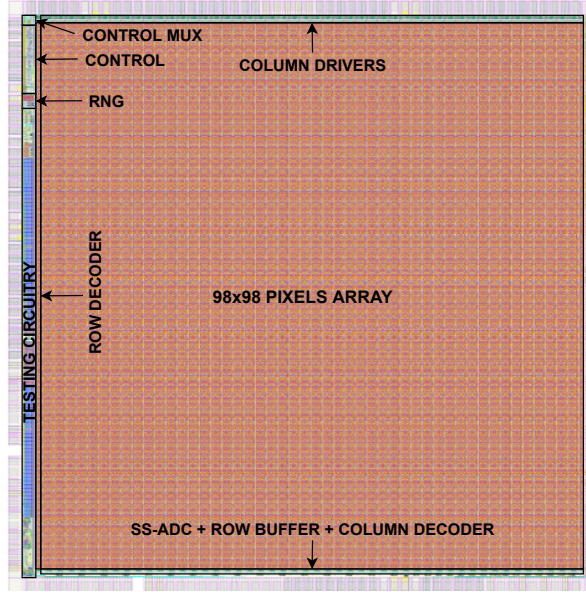 CONTROL MUX
CONTROL
COLUMN DRIVERS
RNG
ROW DECODER
TESTING CIRCUITRY
98x98 PIXELS ARRAY
SS-ADC + ROW BUFFER + COLUMN DECODER